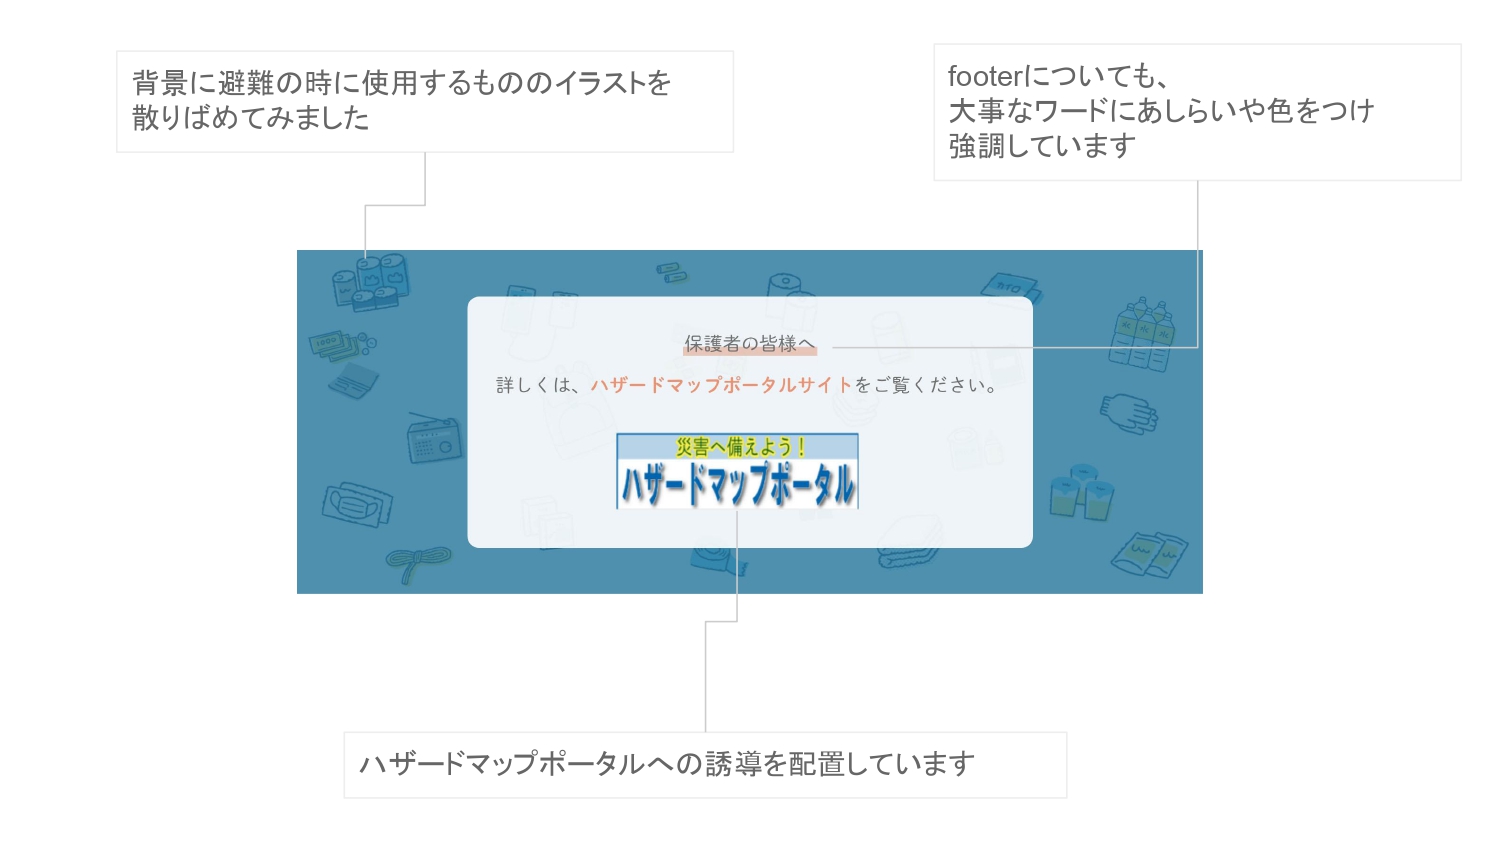 背景に避難の時に使用するもののイラストを
散りばめてみました
footerについても、
大事なワードにあしらいや色をつけ
強調しています
保護者の皆様へ
詳しくは、ハザードマップポータルサイトをご覧ください。
災害へ備えよう！
ハザードマップポータル
ハザードマップポータルへの誘導を配置しています